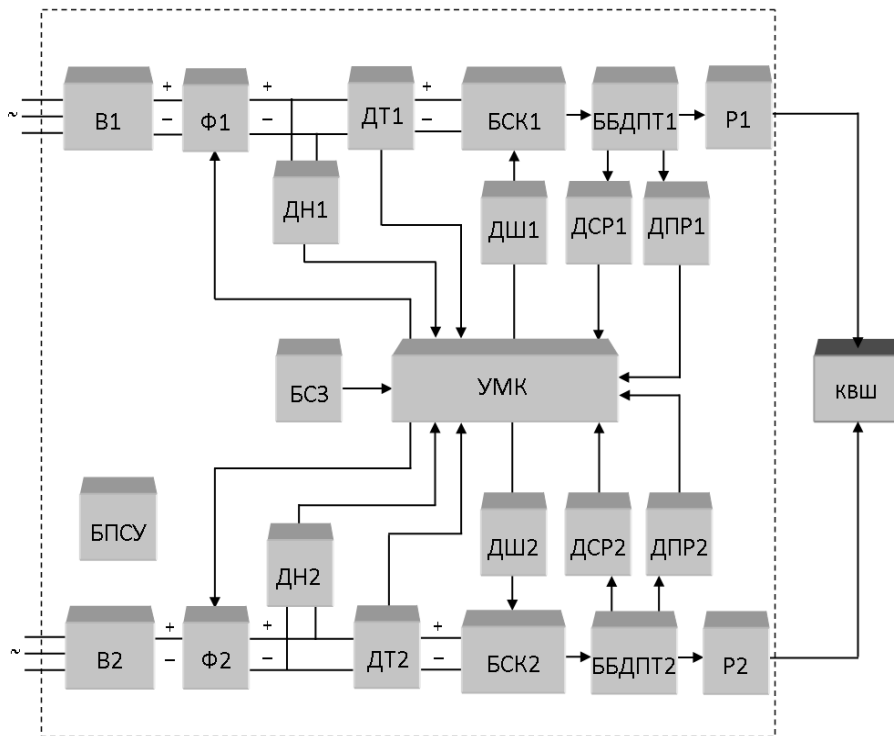 ≈ В1 + − Ф1 + − ДТ1 + − БСК1 ББДПТ1 Р1
ДН1 ДШ1 ДСР1 ДПР1
БСЗ УМК КВШ
БПСУ ДН2 ДШ2 ДСР2 ДПР2
≈ В2 + − Ф2 + − ДТ2 + − БСК2 ББДПТ2 Р2